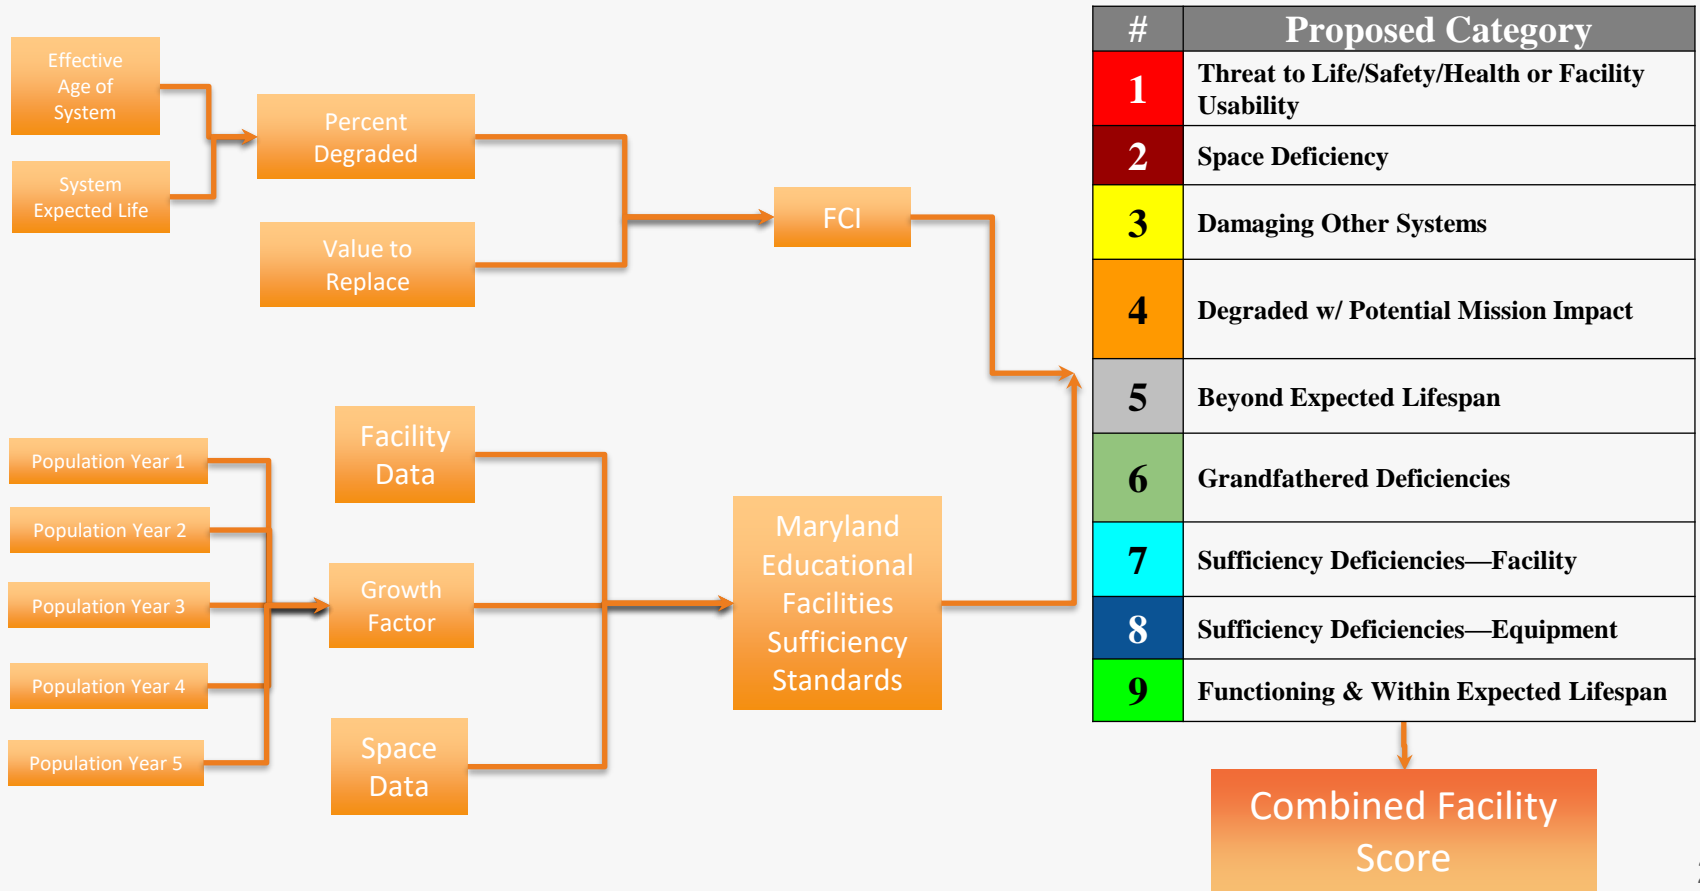 Effective
Age of
System
System
Expected Life
Percent
Degraded
Value to
Replace
FCI
Population Year 1
Population Year 2
Population Year 3
Population Year 4
Population Year 5
Facility
Data
Growth
Factor
Space
Data
Maryland
Educational
Facilities
Sufficiency
Standards
# Proposed Category
1 Threat to Life/Safety/Health or Facility
Usability
2 Space Deficiency
3 Damaging Other Systems
4 Degraded w/ Potential Mission Impact
5 Beyond Expected Lifespan
6 Grandfathered Deficiencies
7 Sufficiency Deficiencies—Facility
8 Sufficiency Deficiencies—Equipment
9 Functioning & Within Expected Lifespan
Combined Facility
Score